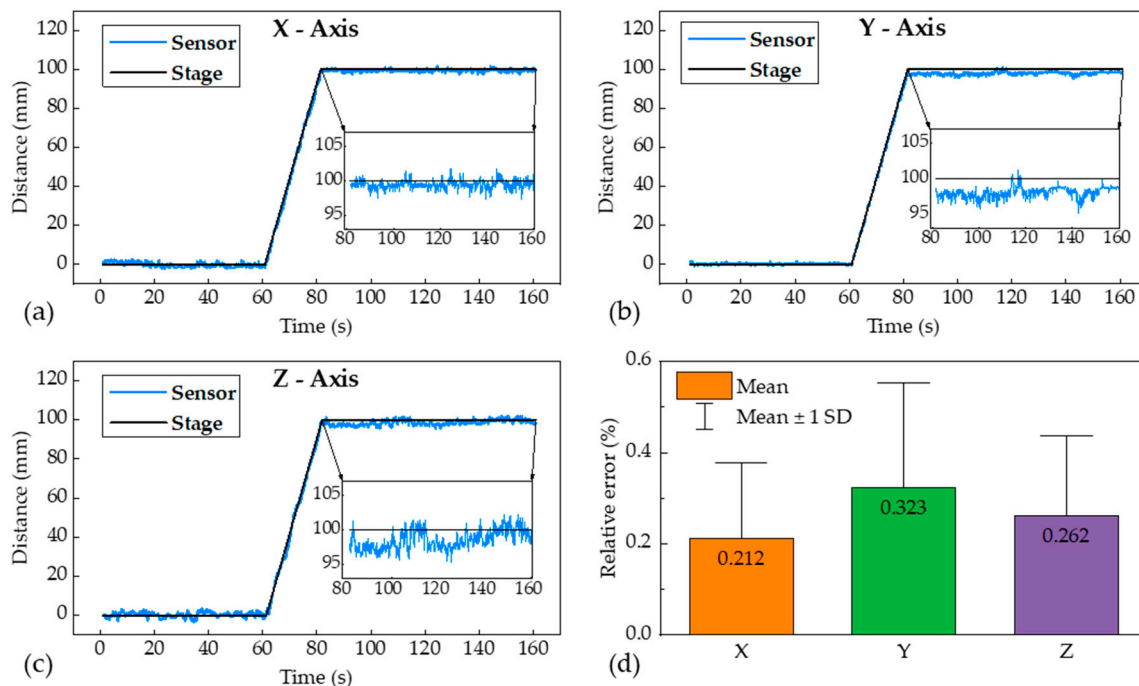 X - Axis
Sensor
Stage
120
100
80
60
40
20
0
Distance (mm)
105
100
95
80 100 120 140 160
0 20 40 60 80 100 120 140 160
Time (s)
(a)
Y - Axis
Sensor
Stage
120
100
80
60
40
20
0
Distance (mm)
105
100
95
80 100 120 140 160
0 20 40 60 80 100 120 140 160
Time (s)
(b)
Z - Axis
Sensor
Stage
120
100
80
60
40
20
0
Distance (mm)
105
100
95
80 100 120 140 160
0 20 40 60 80 100 120 140 160
Time (s)
(c)
Mean
Mean ± 1 SD
0.6
0.4
0.2
0.0
Relative error (%)
0.212
0.323
0.262
X Y Z
(d)